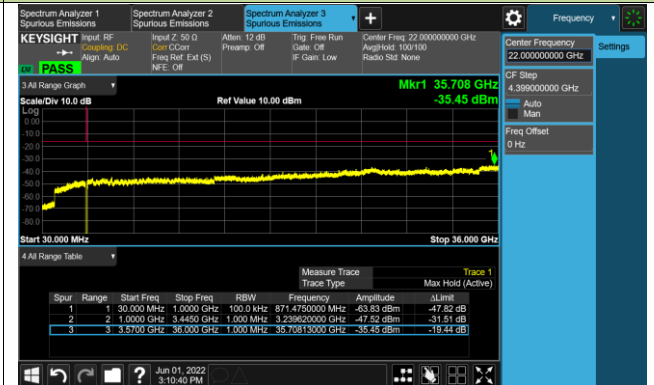 Spectrum Analyzer 1
Spurious Emissions
Spectrum Analyzer 2
Spurious Emissions
Spectrum Analyzer 3
Spurious Emissions
Frequency
KEYSIGHT
Input: RF
Coupling: DC
Align: Auto
Input Z: 50 Ω
Corr CCorr
Freq Ref: Ext (S)
NFE: Off
Atten: 12 dB
Preamp: Off
Trig: Free Run
Gate: Off
IF Gain: Low
Center Freq: 22.000000000 GHz
Avg|Hold: 100/100
Radio Std: None
PASS
Center Frequency
22.000000000 GHz
Settings
CF Step
4.399000000 GHz
Auto
Man
Freq Offset
0 Hz
3 All Range Graph
Mkr1 35.708 GHz
Scale/Div 10.0 dB
Ref Value 10.00 dBm
-35.45 dBm
Log
0.00
-10.0
-20.0
-30.0
-40.0
-50.0
-60.0
-70.0
-80.0
1
Start 30.000 MHz
Stop 36.000 GHz
4 All Range Table
Measure Trace Trace 1
Trace Type Max Hold (Active)
Spur Range Start Freq Stop Freq RBW Frequency Amplitude ΔLimit
1 1 30.000 MHz 1.0000 GHz 100.0 kHz 871.4750000 MHz -63.83 dBm -47.82 dB
2 2 1.0000 GHz 3.4450 GHz 1.000 MHz 3.239620000 GHz -47.52 dBm -31.51 dB
3 3 3.5700 GHz 36.000 GHz 1.000 MHz 35.70813000 GHz -35.45 dBm -19.44 dB
Jun 01, 2022
3:10:40 PM